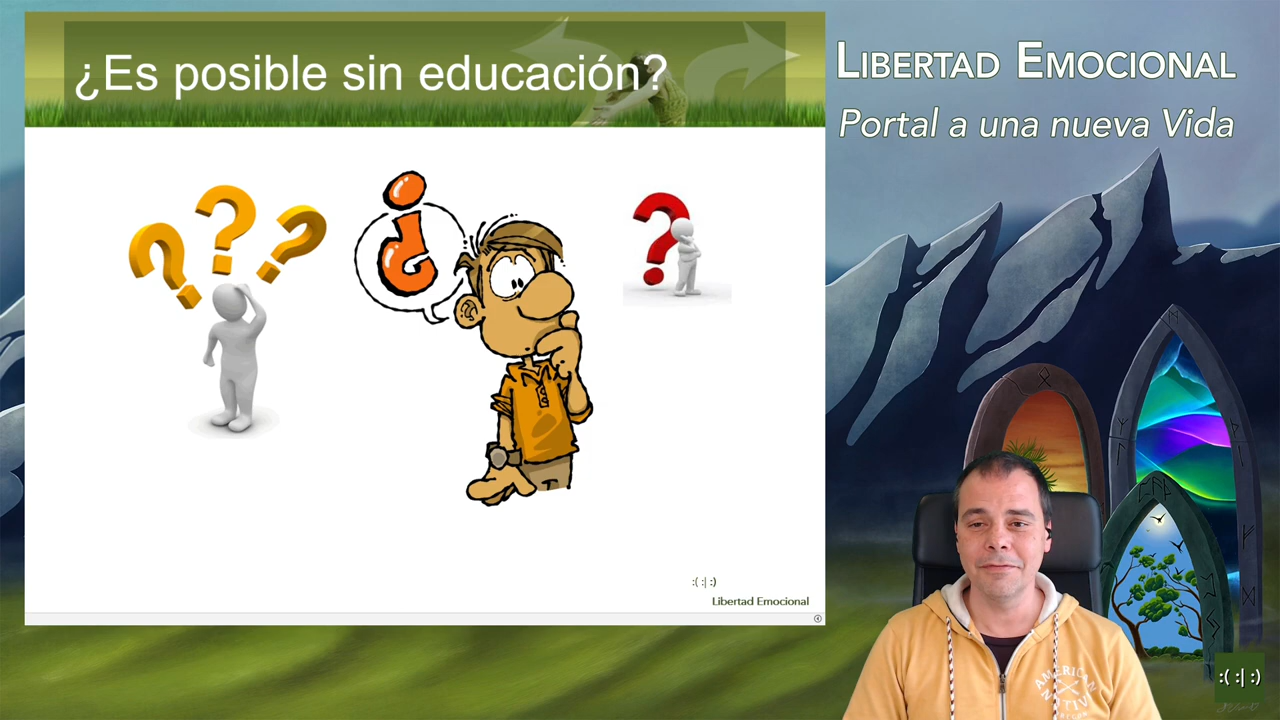 ¿Es posible sin educación?
LIBERTAD EMOCIONAL
Portal a una nueva Vida
???
¿
?
:( :| :)
Libertad Emocional
AMERICAN
NATIVE
:( :| :)